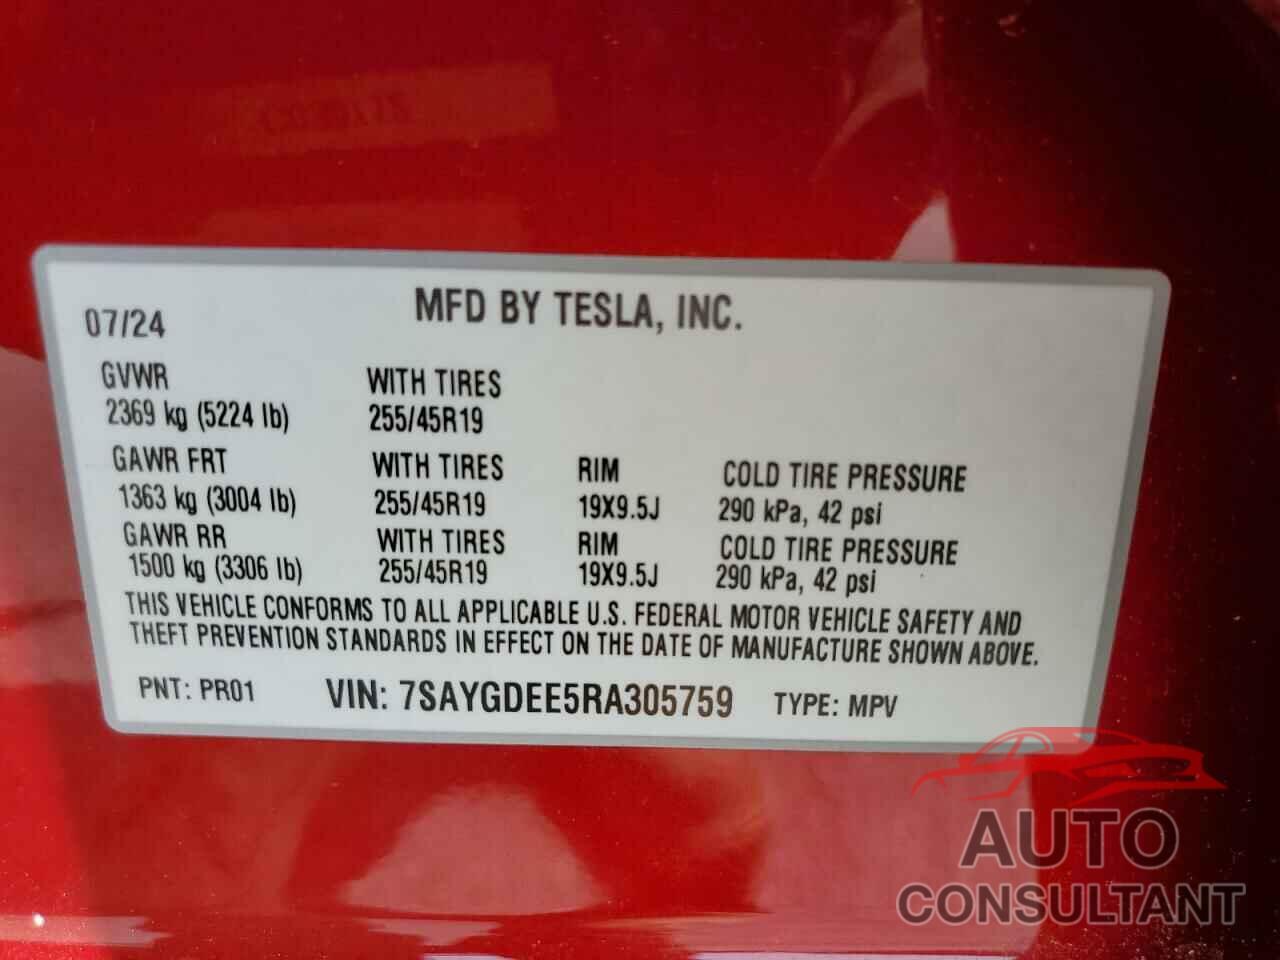 07/24
MFD BY TESLA, INC.
GVWR
WITH TIRES
2369 kg (5224 lb)
255/45R19
GAWR FRT
WITH TIRES
RIM
COLD TIRE PRESSURE
1363 kg (3004 lb)
255/45R19
19X9.5J
290 kPa, 42 psi
GAWR RR
WITH TIRES
RIM
COLD TIRE PRESSURE
1500 kg (3306 lb)
255/45R19
19X9.5J
290 kPa, 42 psi
THIS VEHICLE CONFORMS TO ALL APPLICABLE U.S. FEDERAL MOTOR VEHICLE SAFETY AND
THEFT PREVENTION STANDARDS IN EFFECT ON THE DATE OF MANUFACTURE SHOWN ABOVE.
PNT: PR01
VIN: 7SAYGDEE5RA305759
TYPE: MPV
AUTO
CONSULTANT